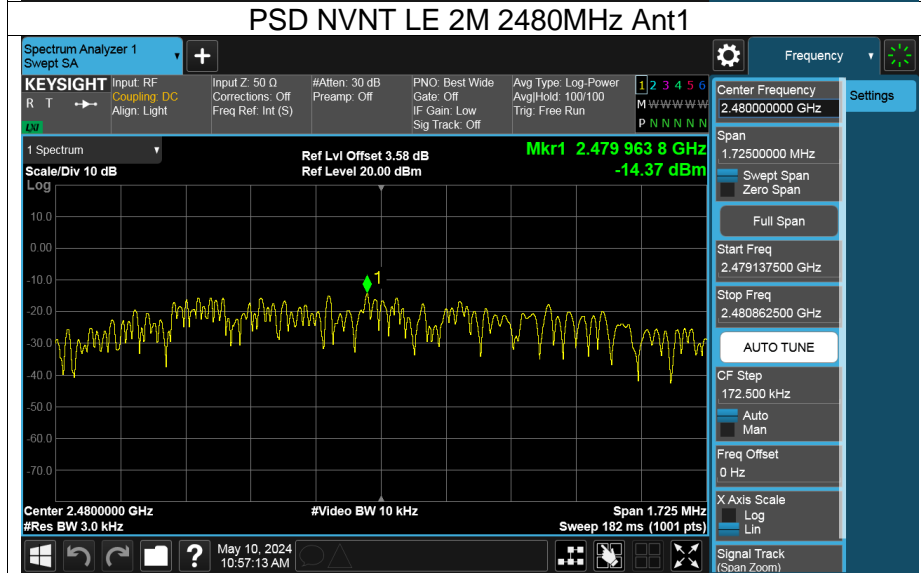 PSD NVNT LE 2M 2480MHz Ant1
Spectrum Analyzer 1
Swept SA
+
Frequency
KEYSIGHT
R T
LXI
Input: RF
Coupling: DC
Align: Light
Input Z: 50 Ω
Corrections: Off
Freq Ref: Int (S)
#Atten: 30 dB
Preamp: Off
PNO: Best Wide
Gate: Off
IF Gain: Low
Sig Track: Off
Avg Type: Log-Power
Avg|Hold: 100/100
Trig: Free Run
1 2 3 4 5 6
M W W W W W
P N N N N N
1 Spectrum
Scale/Div 10 dB
Log
Ref Lvl Offset 3.58 dB
Ref Level 20.00 dBm
Mkr1 2.479 963 8 GHz
-14.37 dBm
10.0
0.00
-10.0
-20.0
-30.0
-40.0
-50.0
-60.0
-70.0
1
Center 2.480000 GHz
#Res BW 3.0 kHz
#Video BW 10 kHz
Span 1.725 MHz
Sweep 182 ms (1001 pts)
?
May 10, 2024
10:57:13 AM
Center Frequency
2.480000000 GHz
Settings
Span
1.72500000 MHz
Swept Span
Zero Span
Full Span
Start Freq
2.479137500 GHz
Stop Freq
2.480862500 GHz
AUTO TUNE
CF Step
172.500 kHz
Auto
Man
Freq Offset
0 Hz
X Axis Scale
Log
Lin
Signal Track
(Span Zoom)